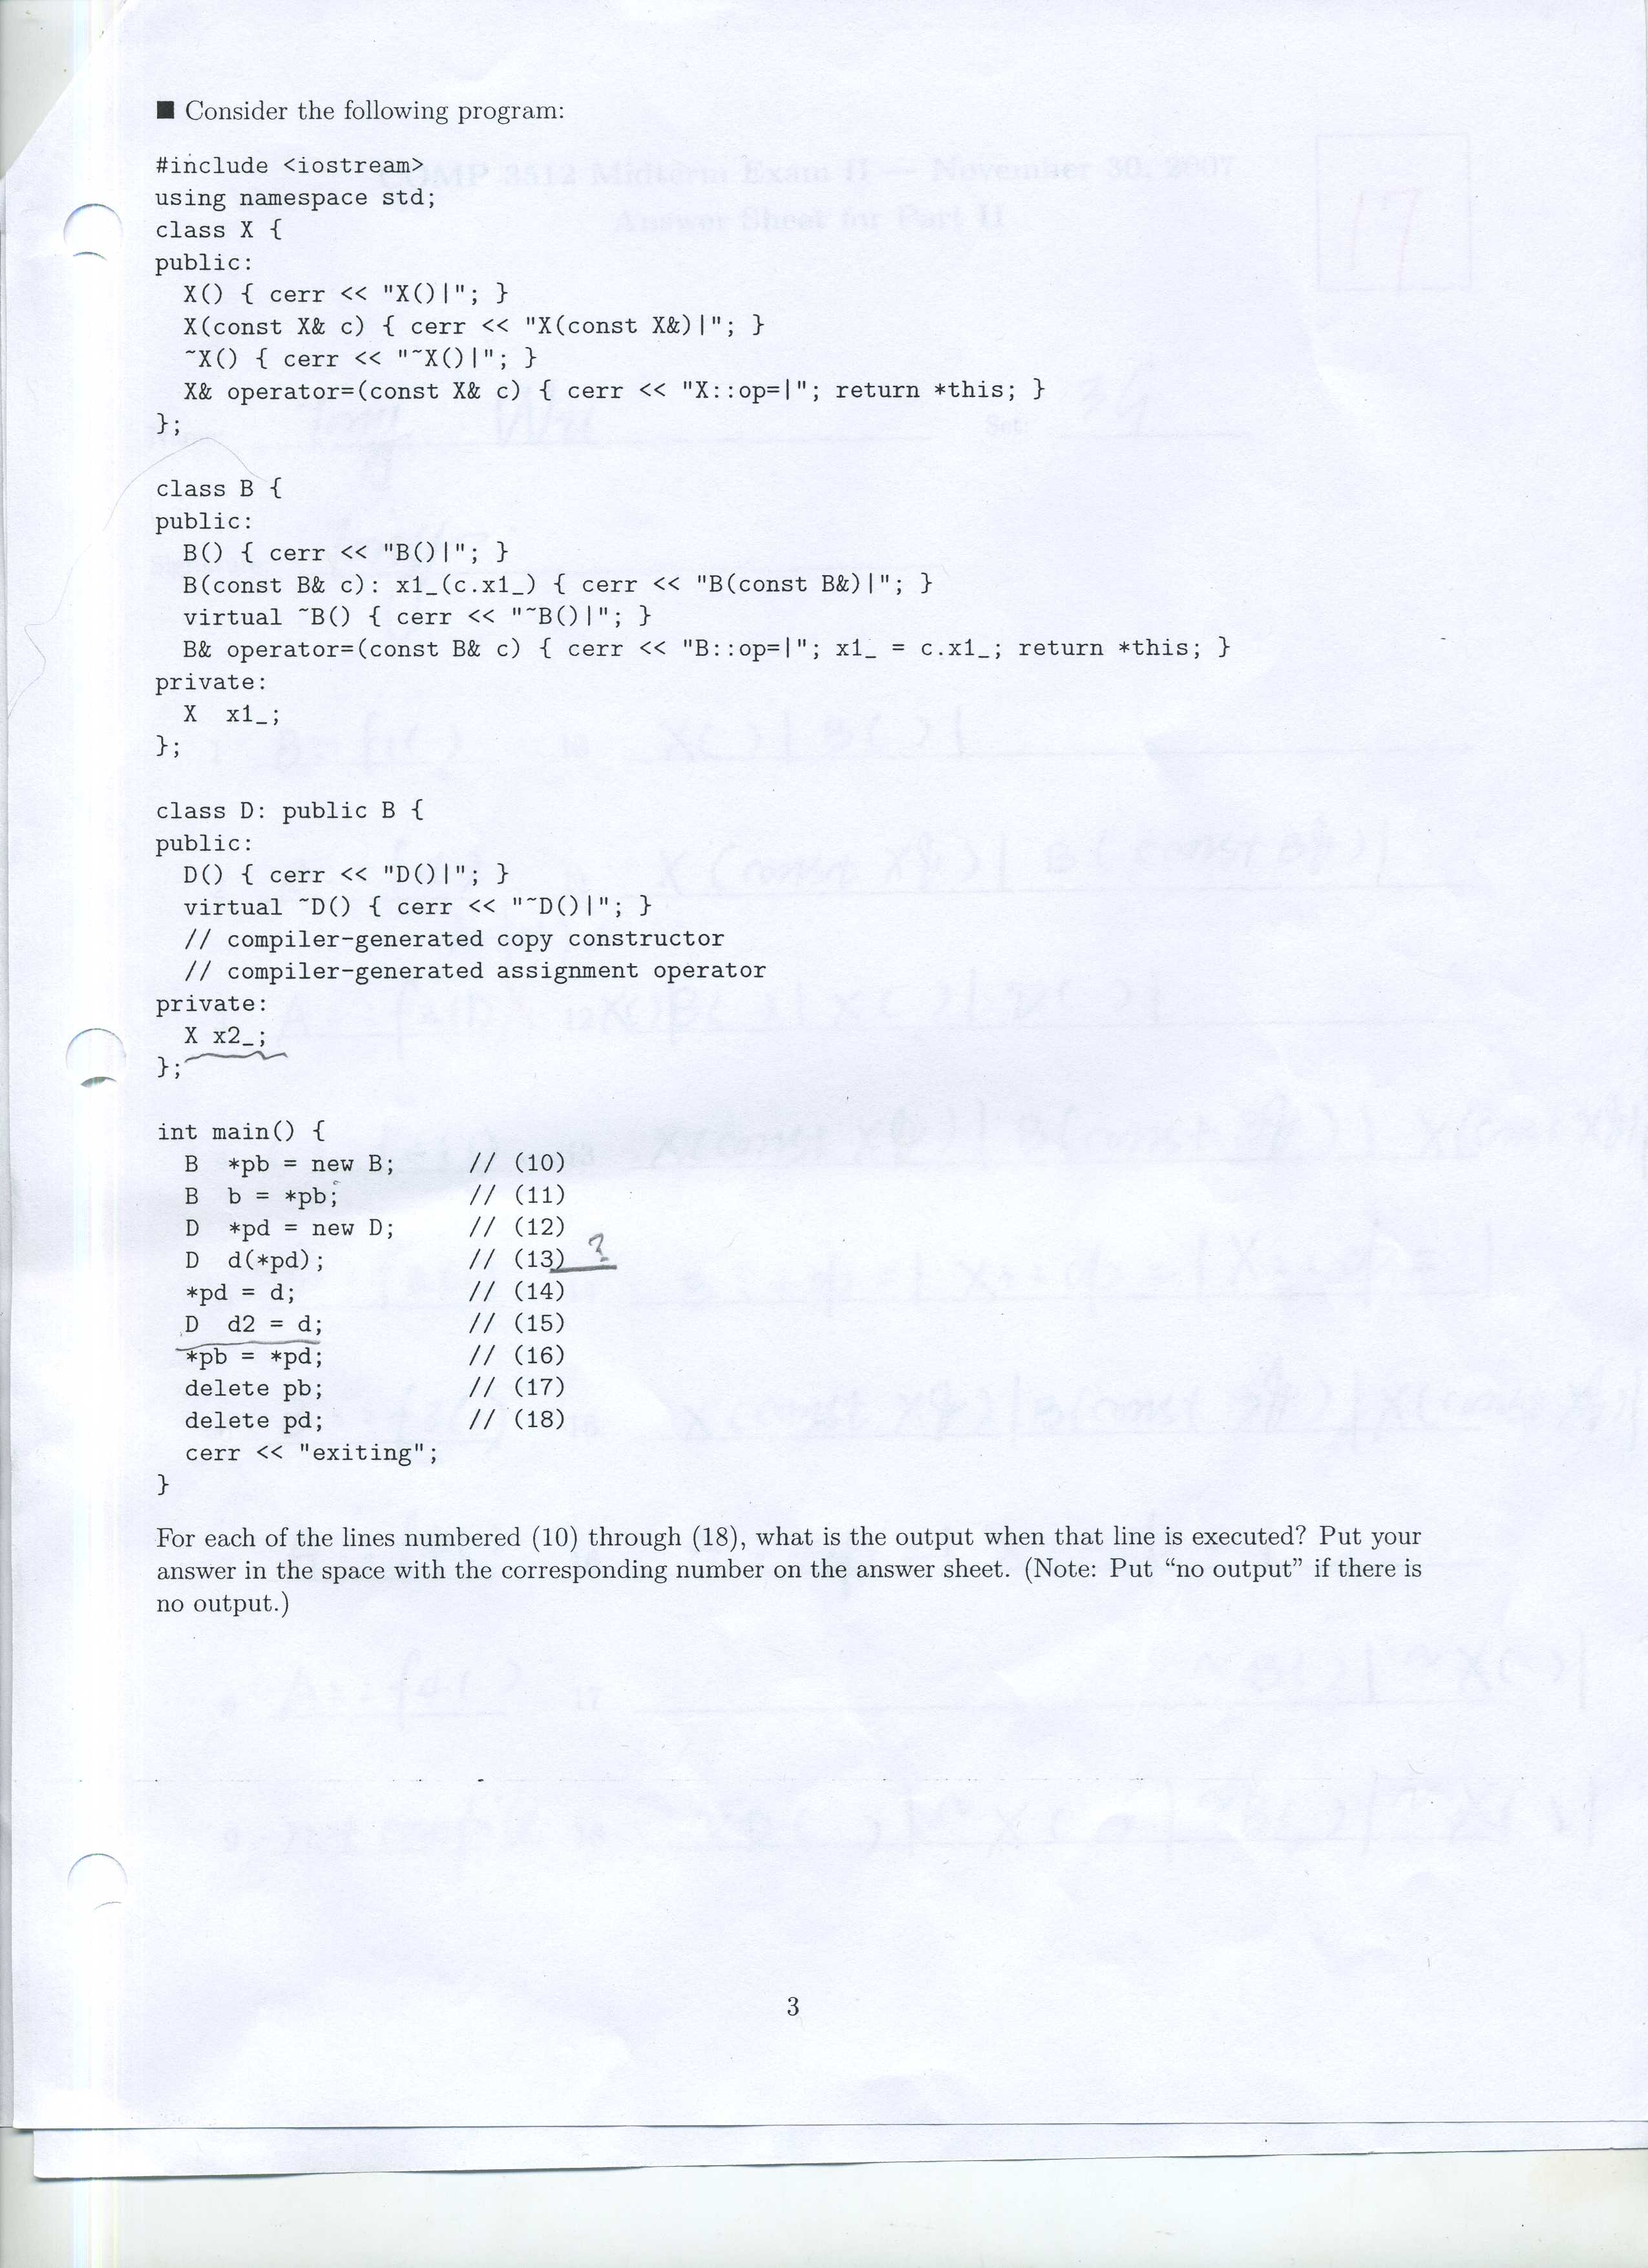 ■ Consider the following program:
#include <iostream>
using namespace std;
class X {
public:
  X() { cerr << "X()|"; }
  X(const X& c) { cerr << "X(const X&)|"; }
  ~X() { cerr << "~X()|"; }
  X& operator=(const X& c) { cerr << "X::op=|"; return *this; }
};
class B {
public:
  B() { cerr << "B()|"; }
  B(const B& c): x1_(c.x1_) { cerr << "B(const B&)|"; }
  virtual ~B() { cerr << "~B()|"; }
  B& operator=(const B& c) { cerr << "B::op=|"; x1_ = c.x1_; return *this; }
private:
  X  x1_;
};
class D: public B {
public:
  D() { cerr << "D()|"; }
  virtual ~D() { cerr << "~D()|"; }
  // compiler-generated copy constructor
  // compiler-generated assignment operator
private:
  X x2_;
};
int main() {
  B  *pb = new B;     // (10)
  B  b = *pb;         // (11)
  D  *pd = new D;     // (12)
  D  d(*pd);          // (13) ?
  *pd = d;            // (14)
  D  d2 = d;          // (15)
  *pb = *pd;          // (16)
  delete pb;          // (17)
  delete pd;          // (18)
  cerr << "exiting";
}
For each of the lines numbered (10) through (18), what is the output when that line is executed? Put your
answer in the space with the corresponding number on the answer sheet. (Note: Put “no output” if there is
no output.)
3